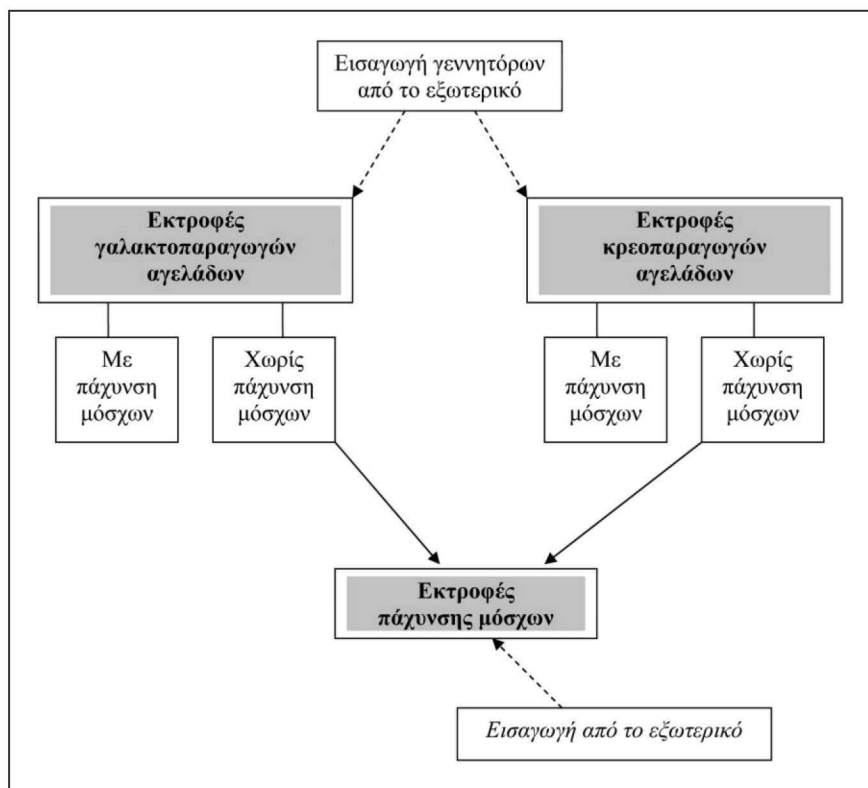 Εισαγωγή γεννητόρων
από το εξωτερικό
Εκτροφές
γαλακτοπαραγωγών
αγελάδων
Εκτροφές
κρεοπαραγωγών
αγελάδων
Με
πάχυνση
μόσχων
Χωρίς
πάχυνση
μόσχων
Με
πάχυνση
μόσχων
Χωρίς
πάχυνση
μόσχων
Εκτροφές
πάχυνσης μόσχων
Εισαγωγή από το εξωτερικό